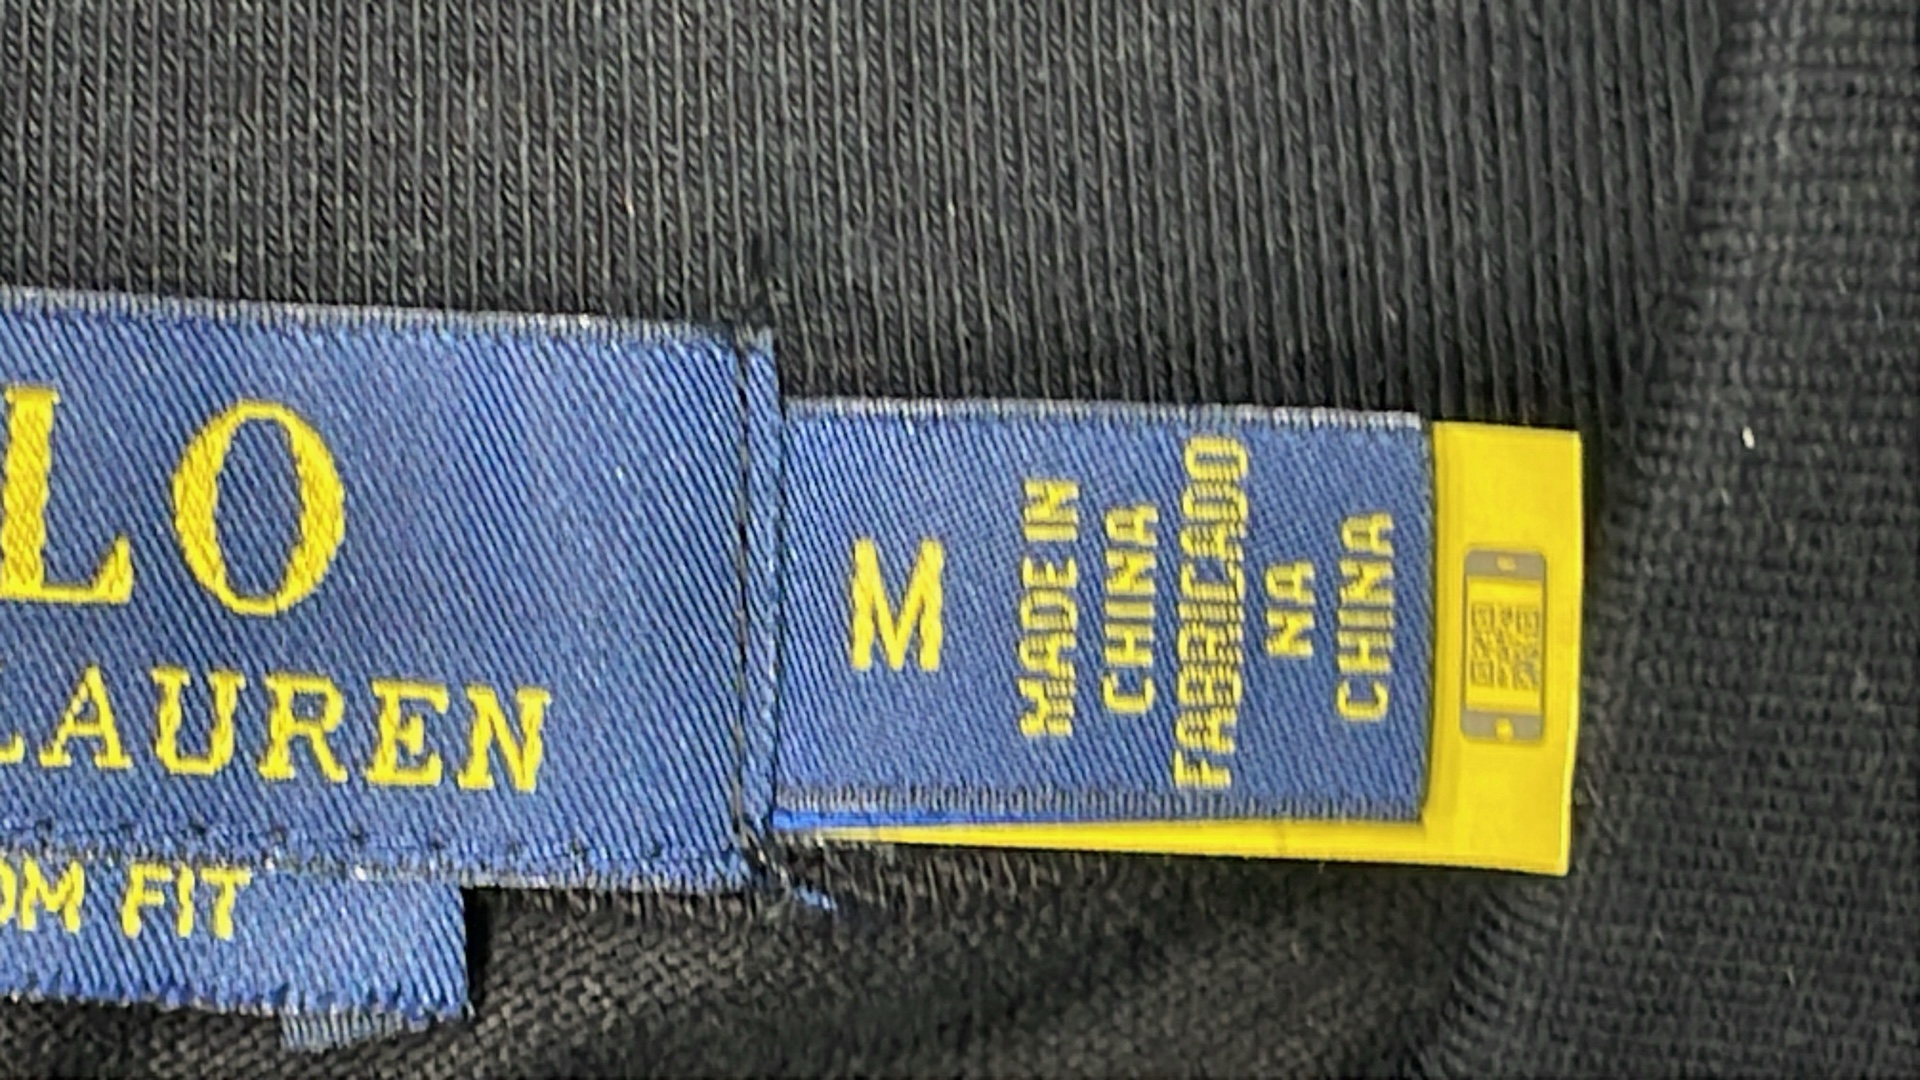 LO
LAUREN
OM FIT
M
MADE IN
CHINA
FABRICADO
NA
CHINA